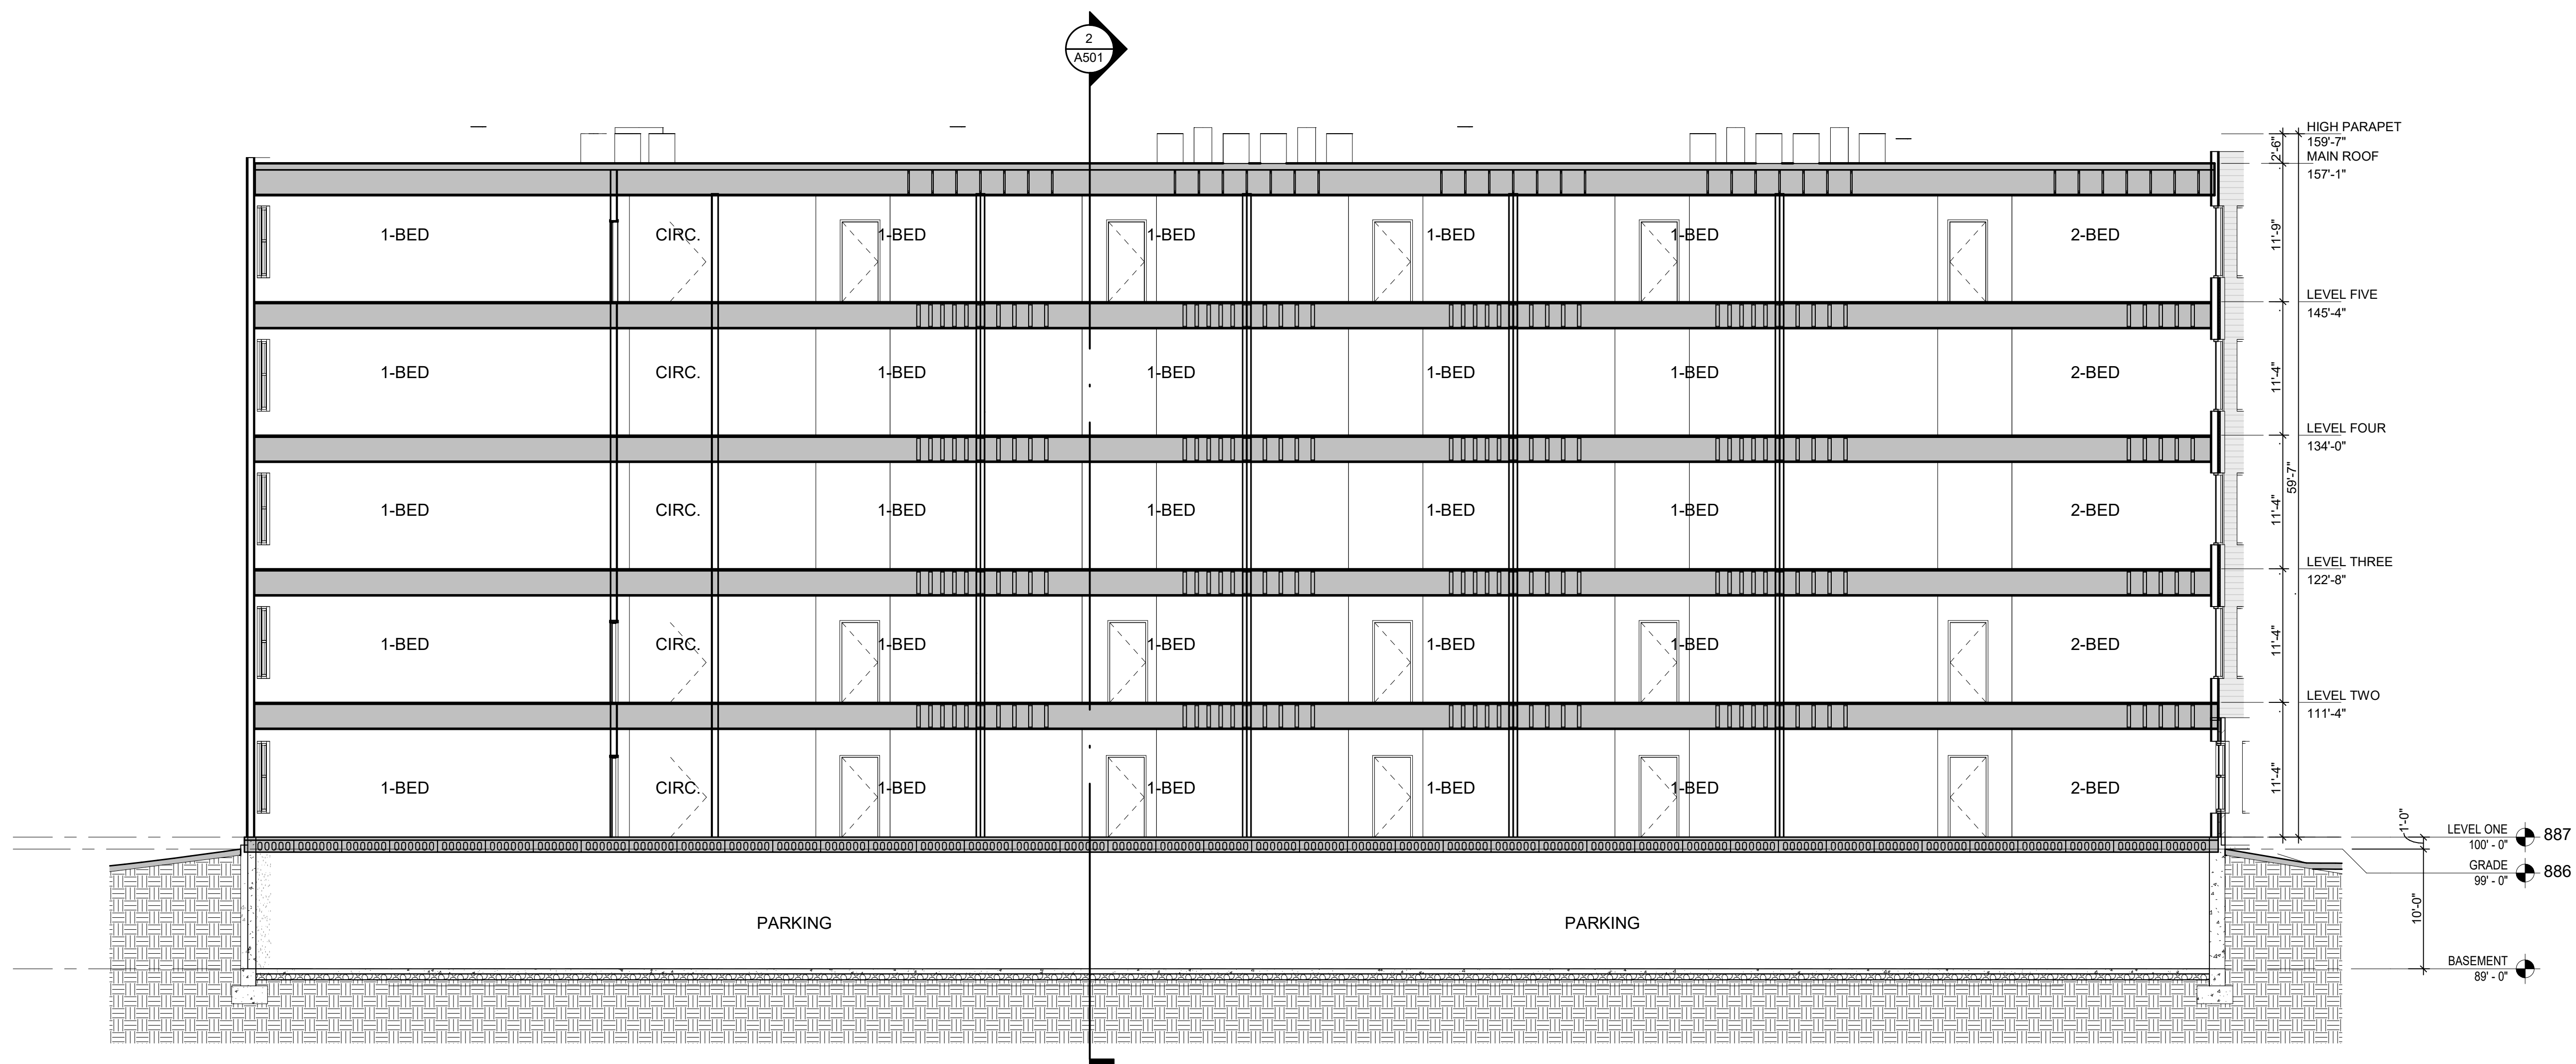 2
A501
HIGH PARAPET
159'-7"
2'-6"
MAIN ROOF
157'-1"
1-BED CIRC. 1-BED 1-BED 1-BED 1-BED 2-BED
11'-9"
LEVEL FIVE
145'-4"
1-BED CIRC. 1-BED 1-BED 1-BED 1-BED 2-BED
11'-4"
LEVEL FOUR
134'-0"
59'-7"
1-BED CIRC. 1-BED 1-BED 1-BED 1-BED 2-BED
11'-4"
LEVEL THREE
122'-8"
1-BED CIRC. 1-BED 1-BED 1-BED 1-BED 2-BED
11'-4"
LEVEL TWO
111'-4"
1-BED CIRC. 1-BED 1-BED 1-BED 1-BED 2-BED
11'-4"
1'-0"
LEVEL ONE 887
100' - 0"
GRADE 886
99' - 0"
PARKING PARKING
10'-0"
BASEMENT
89' - 0"